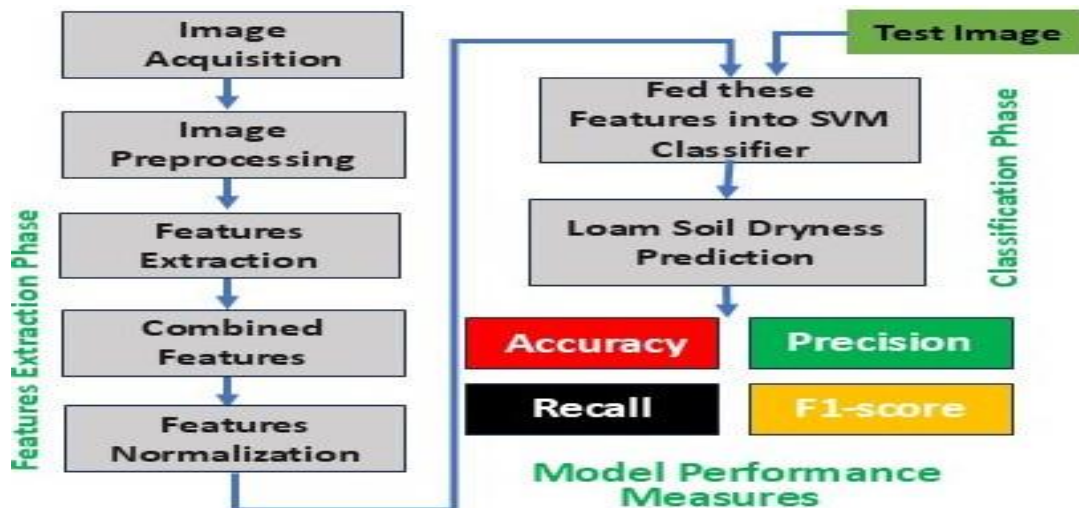 Image
Acquisition
Image
Preprocessing
Features
Extraction
Combined
Features
Features
Normalization
Features Extraction Phase
Test Image
Fed these
Features into SVM
Classifier
Loam Soil Dryness
Prediction
Classification Phase
Accuracy
Precision
Recall
F1-score
Model Performance
Measures